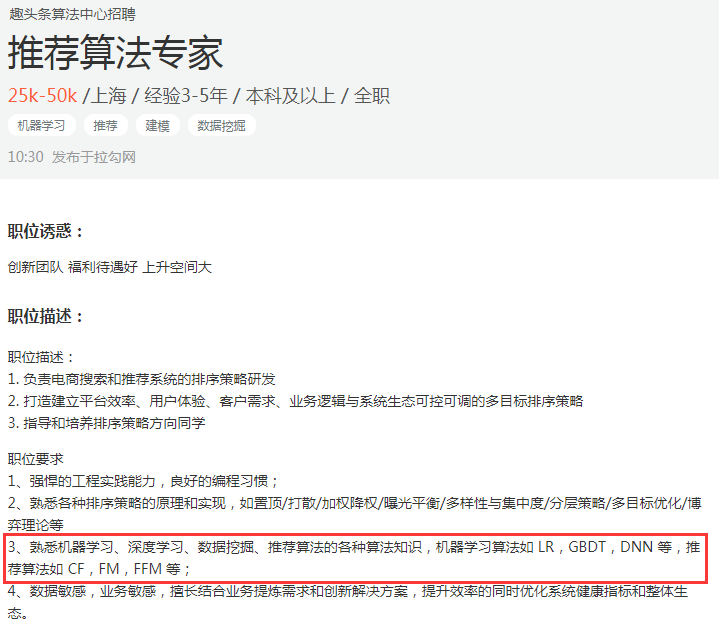 趣头条算法中心招聘
推荐算法专家
25k-50k /上海 / 经验3-5年 / 本科及以上 / 全职
机器学习 推荐 建模 数据挖掘
10:30 发布于拉勾网
职位诱惑：
创新团队 福利待遇好 上升空间大
职位描述：
职位描述：
1. 负责电商搜索和推荐系统的排序策略研发
2. 打造建立平台效率、用户体验、客户需求、业务逻辑与系统生态可控可调的多目标排序策略
3. 指导和培养排序策略方向同学
职位要求
1、强悍的工程实践能力，良好的编程习惯；
2、熟悉各种排序策略的原理和实现，如置顶/打散/加权降权/曝光平衡/多样性与集中度/分层策略/多目标优化/博
弈理论等
3、熟悉机器学习、深度学习、数据挖掘、推荐算法的各种算法知识，机器学习算法如 LR，GBDT，DNN 等，推
荐算法如 CF，FM，FFM 等；
4、数据敏感，业务敏感，擅长结合业务提炼需求和创新解决方案，提升效率的同时优化系统健康指标和整体生
态。